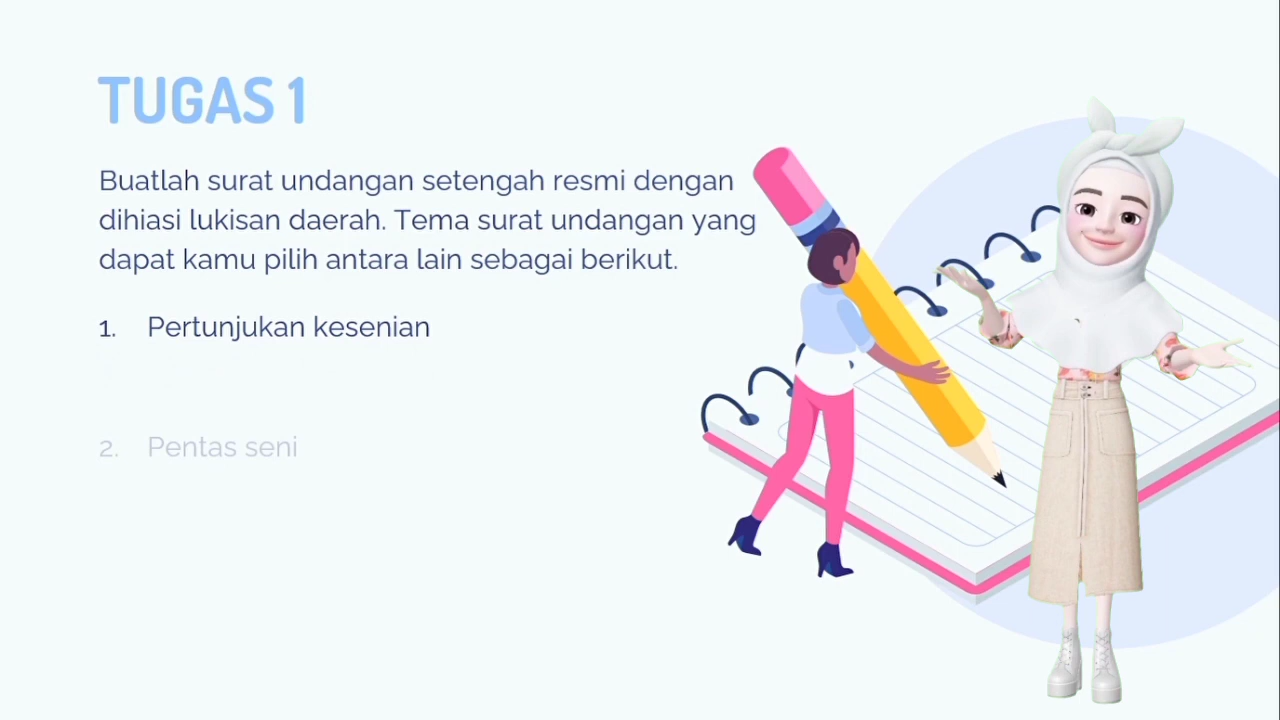 TUGAS 1
Buatlah surat undangan setengah resmi dengan
dihiasi lukisan daerah. Tema surat undangan yang
dapat kamu pilih antara lain sebagai berikut.
1. Pertunjukan kesenian
2. Pentas seni